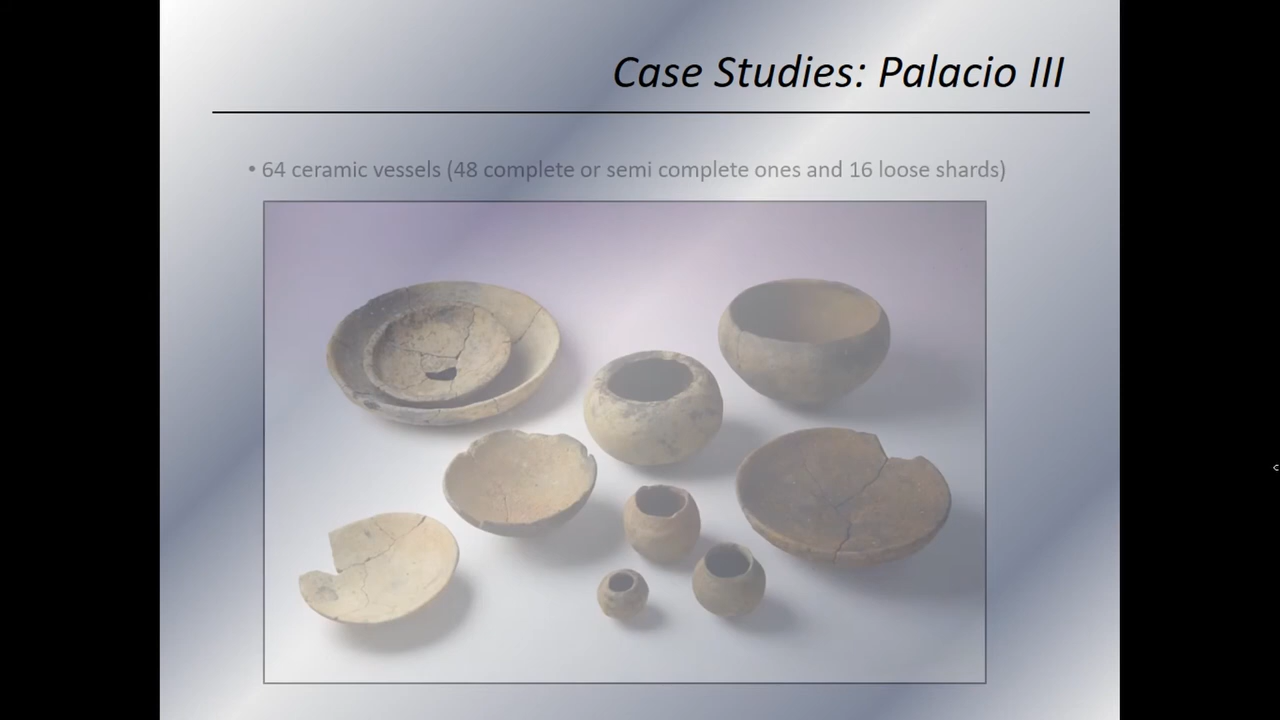 Case Studies: Palacio III
• 64 ceramic vessels (48 complete or semi complete ones and 16 loose shards)